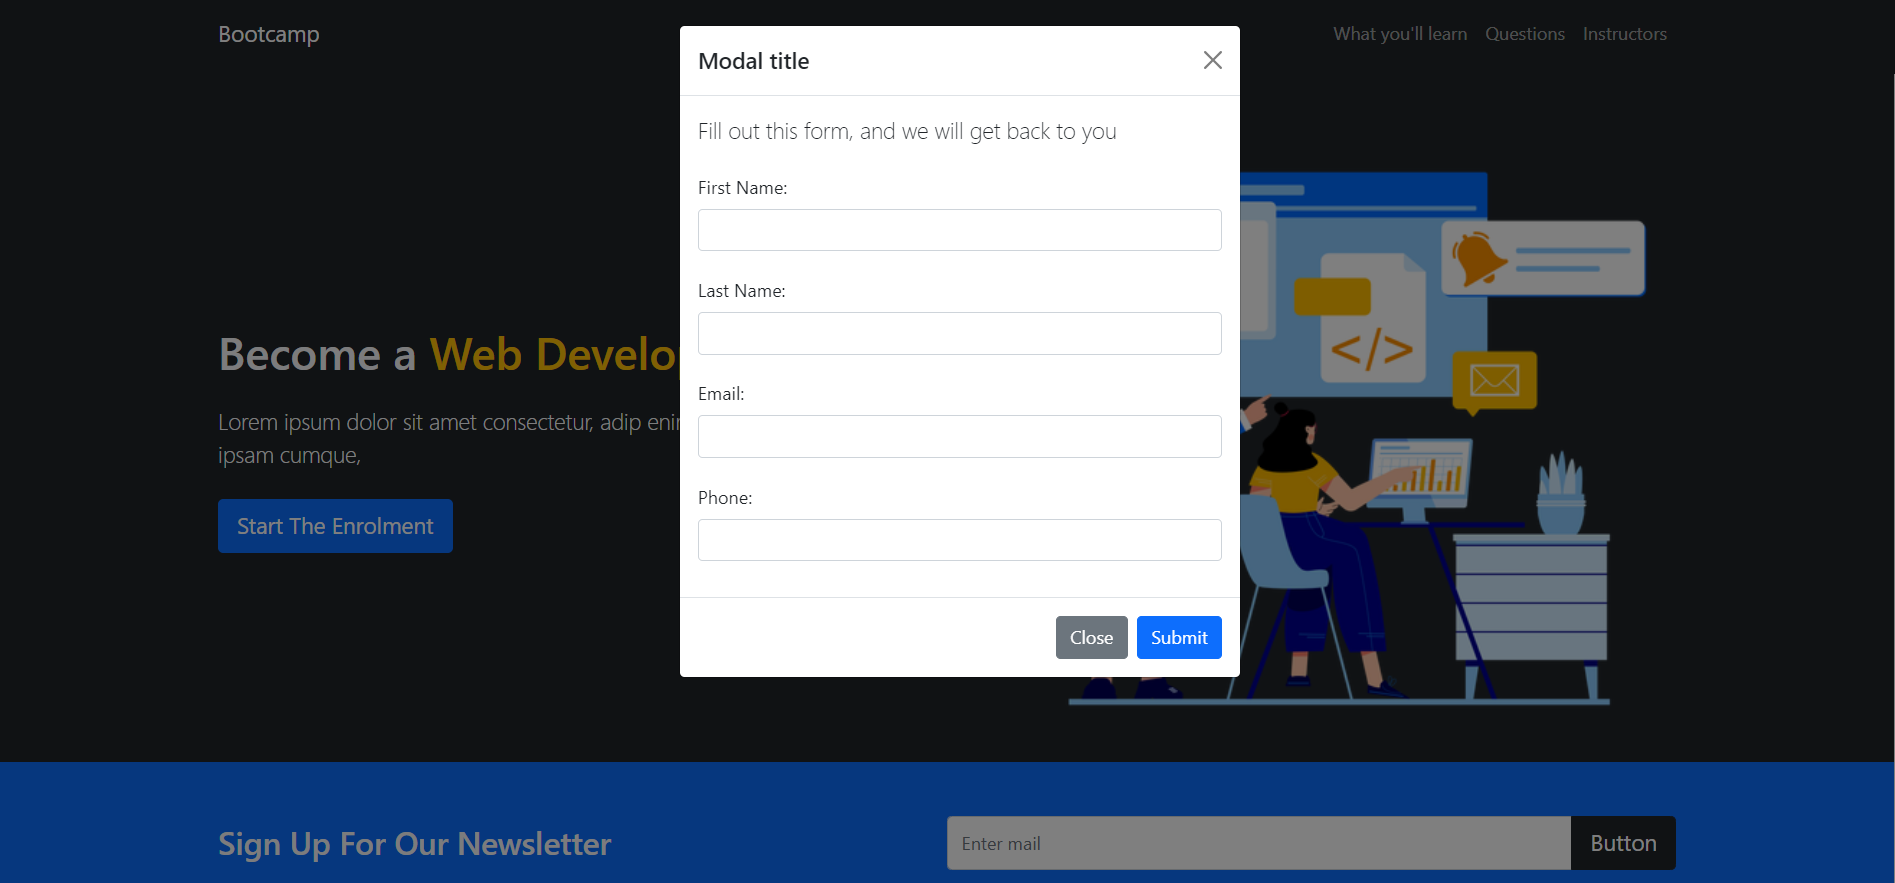 Bootcamp
What you'll learn Questions Instructors
Modal title
Fill out this form, and we will get back to you
First Name:
Last Name:
Email:
Phone:
Close Submit
Become a Web Develo
Lorem ipsum dolor sit amet consectetur, adip
ipsam cumque,
Start The Enrolment
</>
Sign Up For Our Newsletter
Enter mail
Button